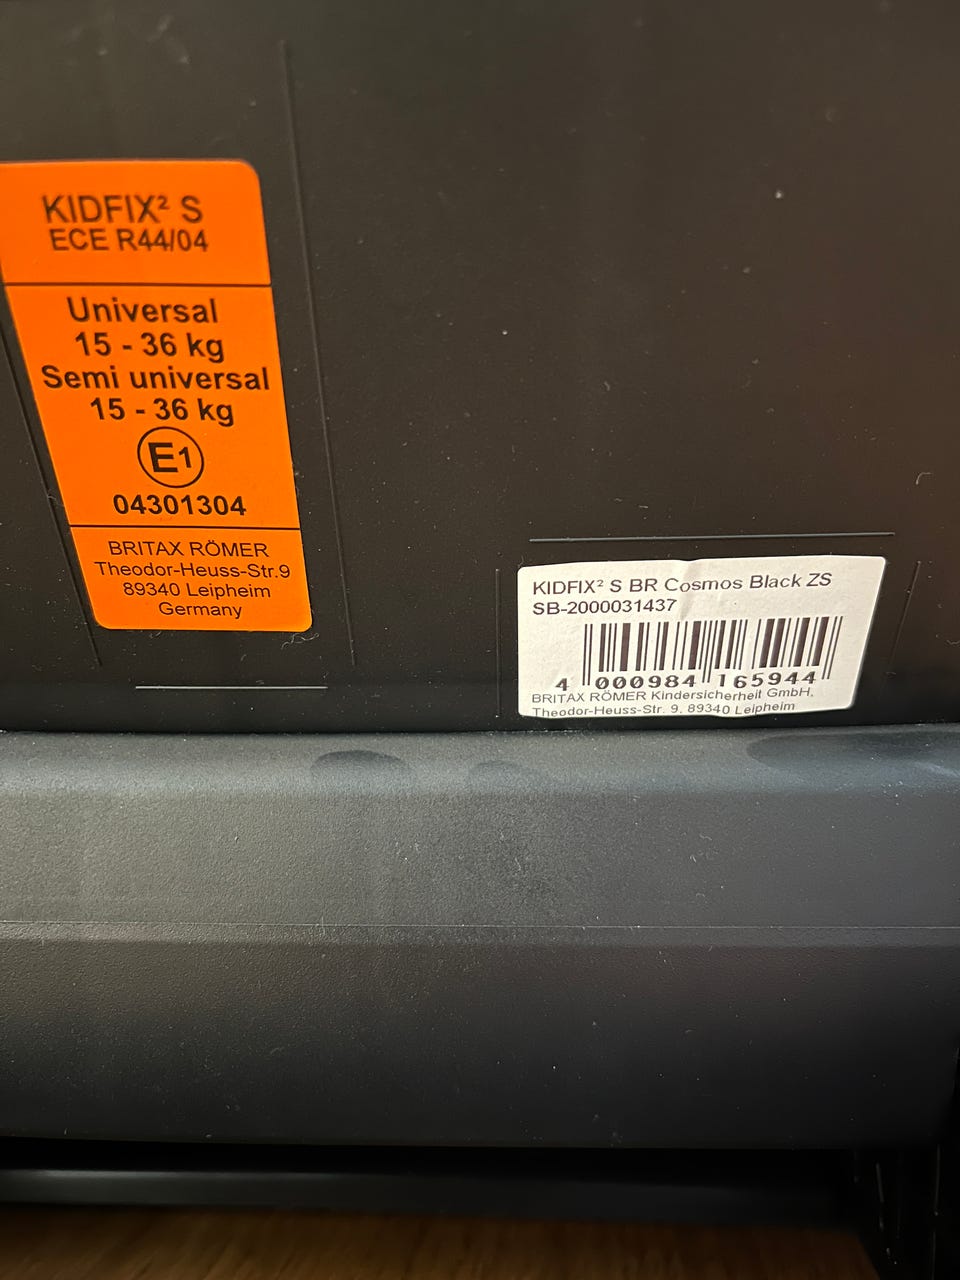 KIDFIX² S
ECE R44/04
Universal
15 - 36 kg
Semi universal
15 - 36 kg
E1
04301304
BRITAX RÖMER
Theodor-Heuss-Str.9
89340 Leipheim
Germany
KIDFIX² S BR Cosmos Black ZS
SB-2000031437
4 000984 165944
BRITAX RÖMER Kindersicherheit GmbH,
Theodor-Heuss-Str. 9, 89340 Leipheim